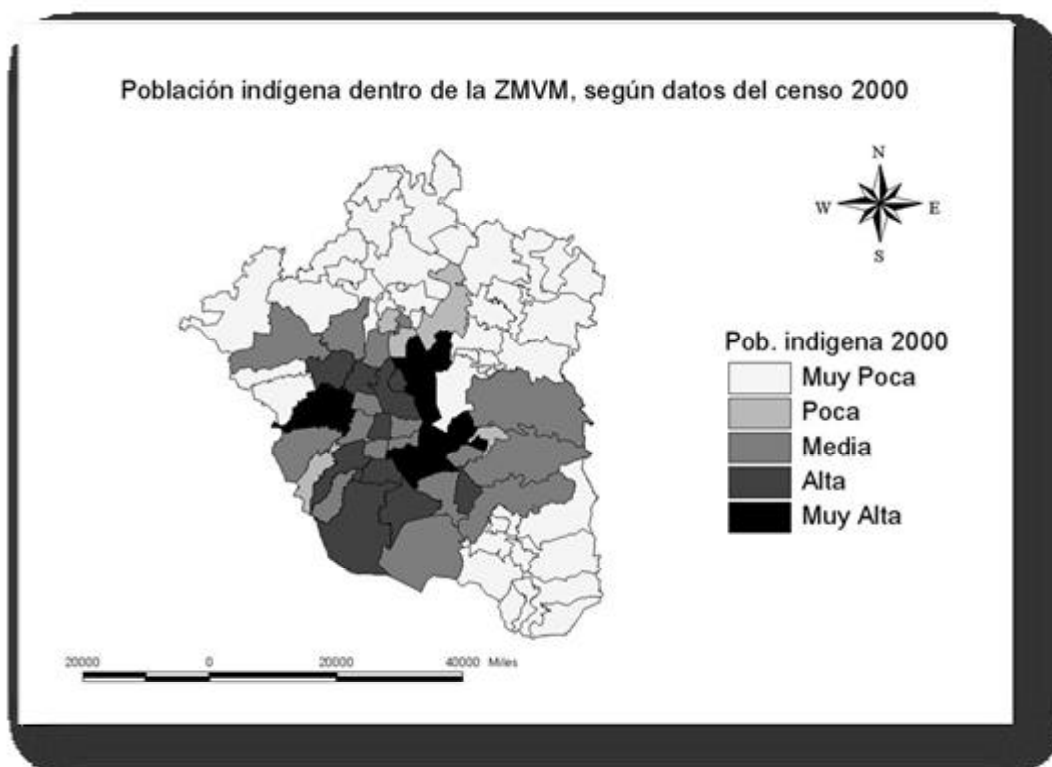 Población indígena dentro de la ZMVM, según datos del censo 2000
N
W E
S
Pob. indigena 2000
Muy Poca
Poca
Media
Alta
Muy Alta
20000 0 20000 40000 Miles